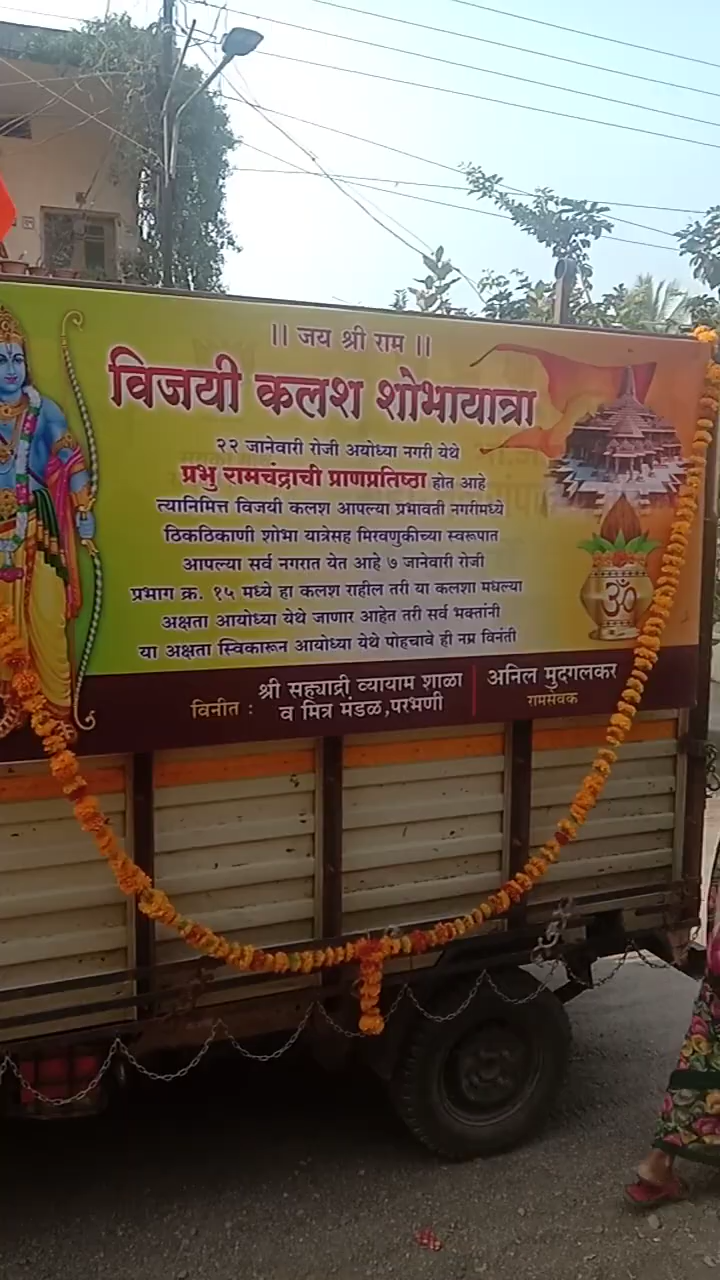 || जय श्री राम ||
विजयी कलश शोभायात्रा
२२ जानेवारी रोजी अयोध्या नगरी येथे
प्रभु रामचंद्राची प्राणप्रतिष्ठा होत आहे
त्यानिमित्त विजयी कलश आपल्या प्रभावती नगरीमध्ये
ठिकठिकाणी शोभा यात्रेसह मिरवणुकीच्या स्वरूपात
आपल्या सर्व नगरात येत आहे ७ जानेवारी रोजी
प्रभाग क्र. १५ मध्ये हा कलश राहील तरी या कलशा मधल्या
अक्षता आयोध्या येथे जाणार आहेत तरी सर्व भक्तांनी
या अक्षता स्विकारून आयोध्या येथे पोहचावे ही नम्र विनंती
ॐ
विनीत : श्री सह्याद्री व्यायाम शाळा
व मित्र मंडळ,परभणी
अनिल मुदगलकर
रामसेवक